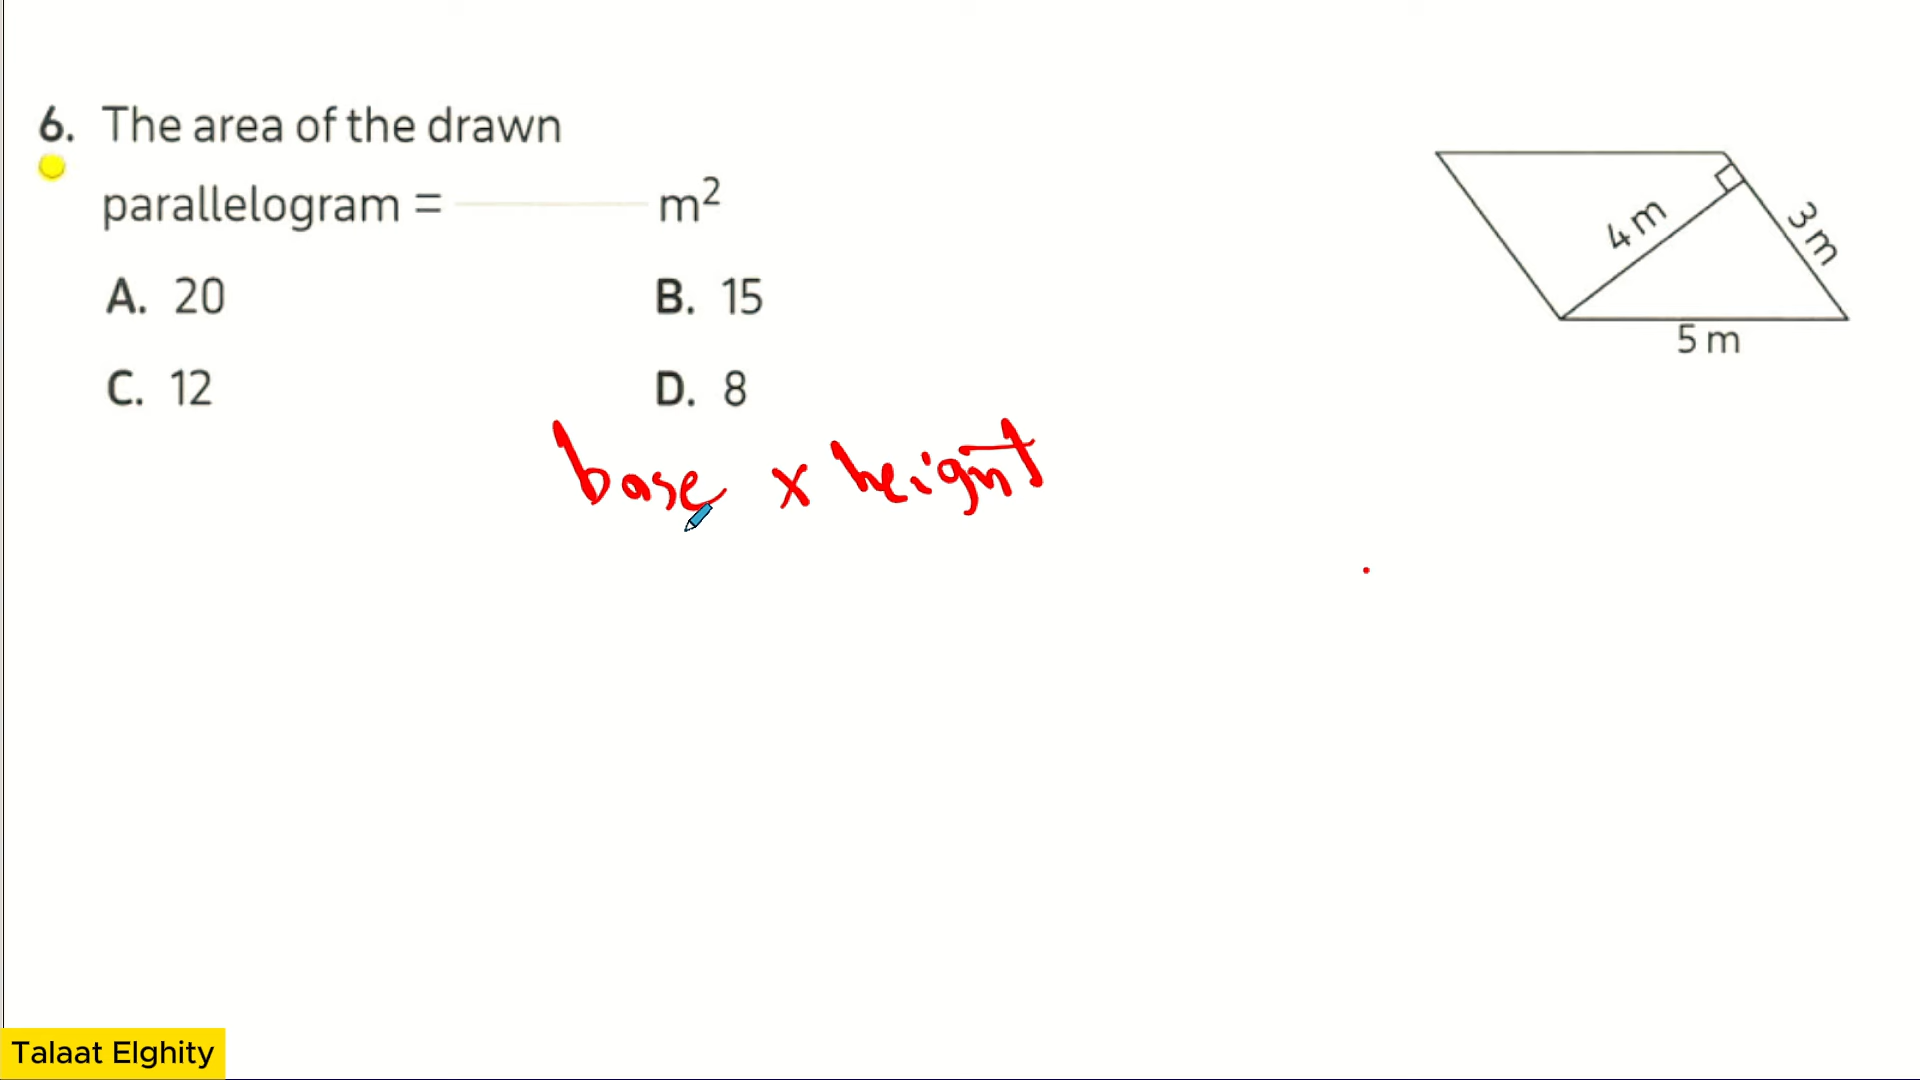 6. The area of the drawn
parallelogram = m²
A. 20 B. 15
C. 12 D. 8
4 m
3 m
5 m
base x height
Talaat Elghity